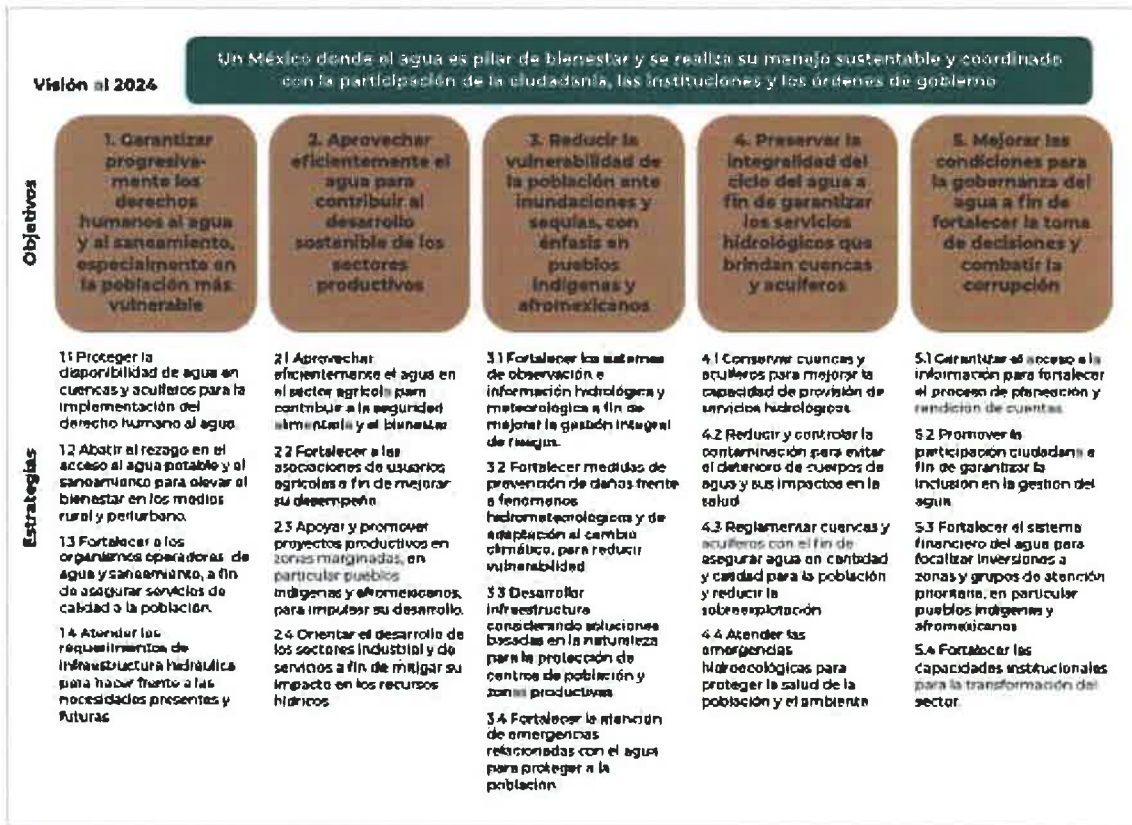 Visión al 2024
Un México donde el agua es pilar de bienestar y se realiza su manejo sustentable y coordinado
con la participación de la ciudadanía, las instituciones y los órdenes de gobierno
Objetivos
1. Garantizar
progresiva-
mente los
derechos
humanos al agua
y al saneamiento,
especialmente en
la población más
vulnerable
2. Aprovechar
eficientemente el
agua para
contribuir al
desarrollo
sostenible de los
sectores
productivos
3. Reducir la
vulnerabilidad de
la población ante
inundaciones y
sequías, con
énfasis en
pueblos
indígenas y
afromexicanos
4. Preservar la
integralidad del
ciclo del agua a
fin de garantizar
los servicios
hidrológicos que
brindan cuencas
y acuíferos
5. Mejorar las
condiciones para
la gobernanza del
agua a fin de
fortalecer la toma
de decisiones y
combatir la
corrupción
Estrategias
1.1 Proteger la
disponibilidad de agua en
cuencas y acuíferos para la
implementación del
derecho humano al agua.
1.2 Abatir el rezago en el
acceso al agua potable y al
saneamiento para elevar el
bienestar en los medios
rural y periurbano.
1.3 Fortalecer a los
organismos operadores de
agua y saneamiento, a fin
de asegurar servicios de
calidad a la población.
1.4 Atender los
requerimientos de
infraestructura hidráulica
para hacer frente a las
necesidades presentes y
futuras
2.1 Aprovechar
eficientemente el agua en
el sector agrícola para
contribuir a la seguridad
alimentaria y el bienestar
2.2 Fortalecer a las
asociaciones de usuarios
agrícolas a fin de mejorar
su desempeño
2.3 Apoyar y promover
proyectos productivos en
zonas marginadas, en
particular pueblos
indígenas y afromexicanos,
para impulsar su desarrollo.
2.4 Orientar el desarrollo de
los sectores industrial y de
servicios a fin de mitigar su
impacto en los recursos
hídricos
3.1 Fortalecer los sistemas
de observación e
información hidrológica y
meteorológica a fin de
mejorar la gestión integral
de riesgos.
3.2 Fortalecer medidas de
prevención de daños frente
a fenómenos
hidrometeorológicos y de
adaptación al cambio
climático, para reducir
vulnerabilidad
3.3 Desarrollar
infraestructura
considerando soluciones
basadas en la naturaleza
para la protección de
centros de población y
zonas productivas
3.4 Fortalecer la atención
de emergencias
relacionadas con el agua
para proteger a la
población
4.1 Conservar cuencas y
acuíferos para mejorar la
capacidad de provisión de
servicios hidrológicos
4.2 Reducir y controlar la
contaminación para evitar
el deterioro de cuerpos de
agua y sus impactos en la
salud
4.3 Reglamentar cuencas y
acuíferos con el fin de
asegurar agua en cantidad
y calidad para la población
y reducir la
sobreexplotación
4.4 Atender las
emergencias
hidroecológicas para
proteger la salud de la
población y el ambiente
5.1 Garantizar el acceso a la
información para fortalecer
el proceso de planeación y
rendición de cuentas
5.2 Promover la
participación ciudadana a
fin de garantizar la
inclusión en la gestión del
agua
5.3 Fortalecer el sistema
financiero del agua para
focalizar inversiones a
zonas y grupos de atención
prioritaria, en particular
pueblos indígenas y
afromexicanos
5.4 Fortalecer las
capacidades institucionales
para la transformación del
sector.